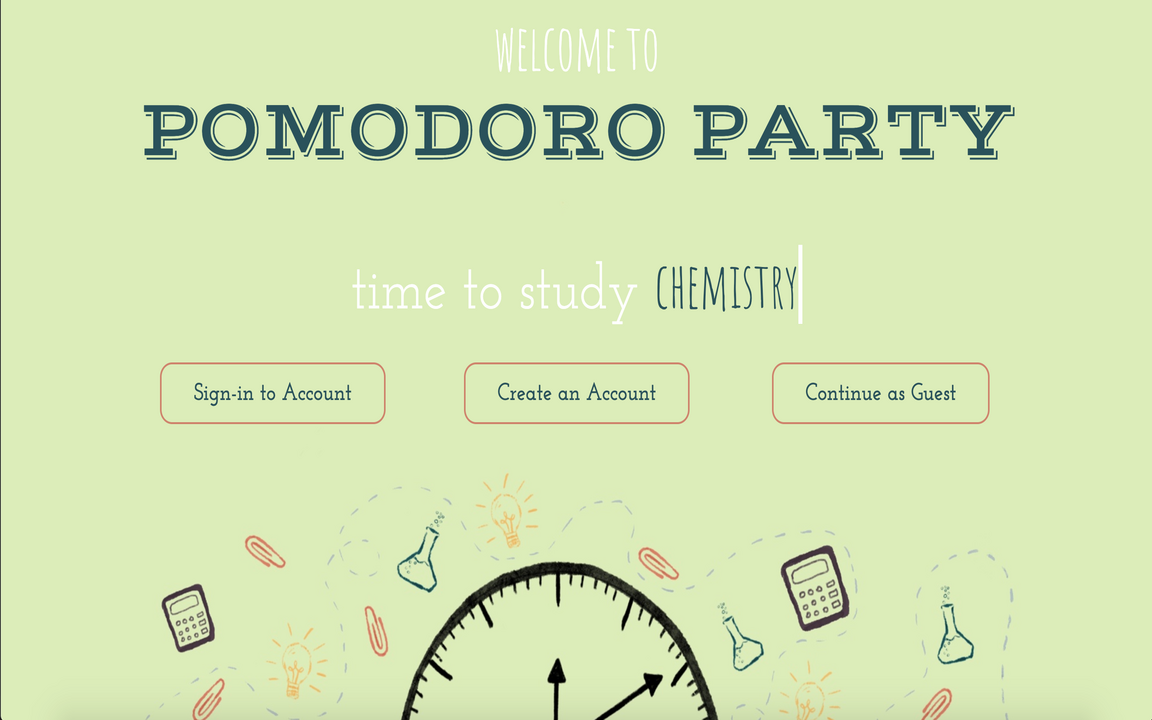 WELCOME TO
POMODORO PARTY
time to study CHEMISTRY
Sign-in to Account
Create an Account
Continue as Guest